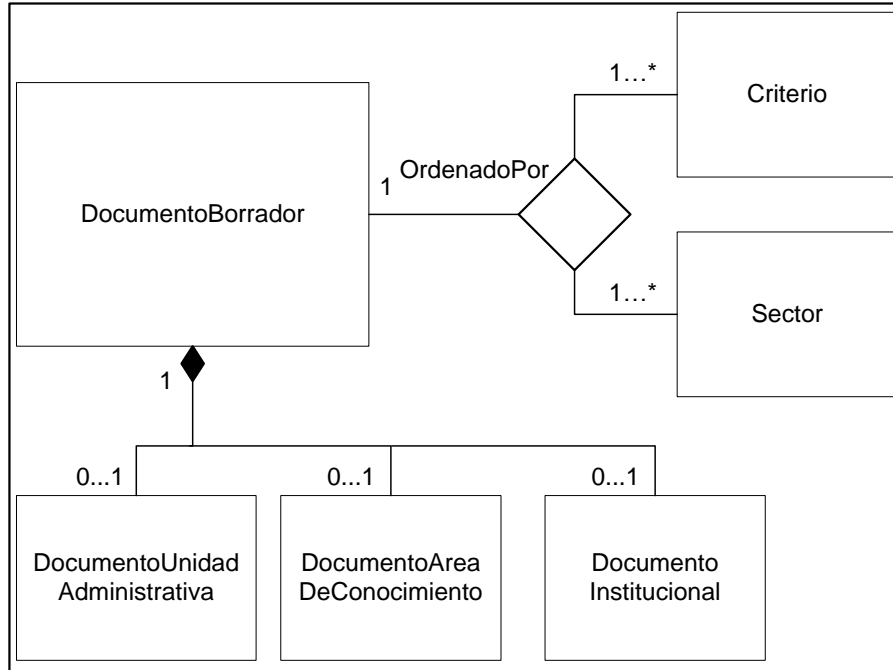 1...*
Criterio
OrdenadoPor
1
DocumentoBorrador
1...*
Sector
1
0...1
0...1
0...1
DocumentoUnidad
Administrativa
DocumentoArea
DeConocimiento
Documento
Institucional